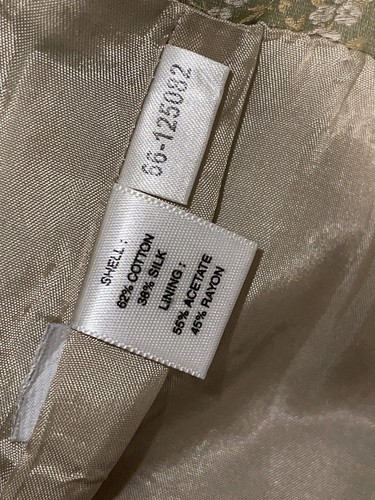 66-125082
SHELL :
62% COTTON
38% SILK
LINING :
55% ACETATE
45% RAYON